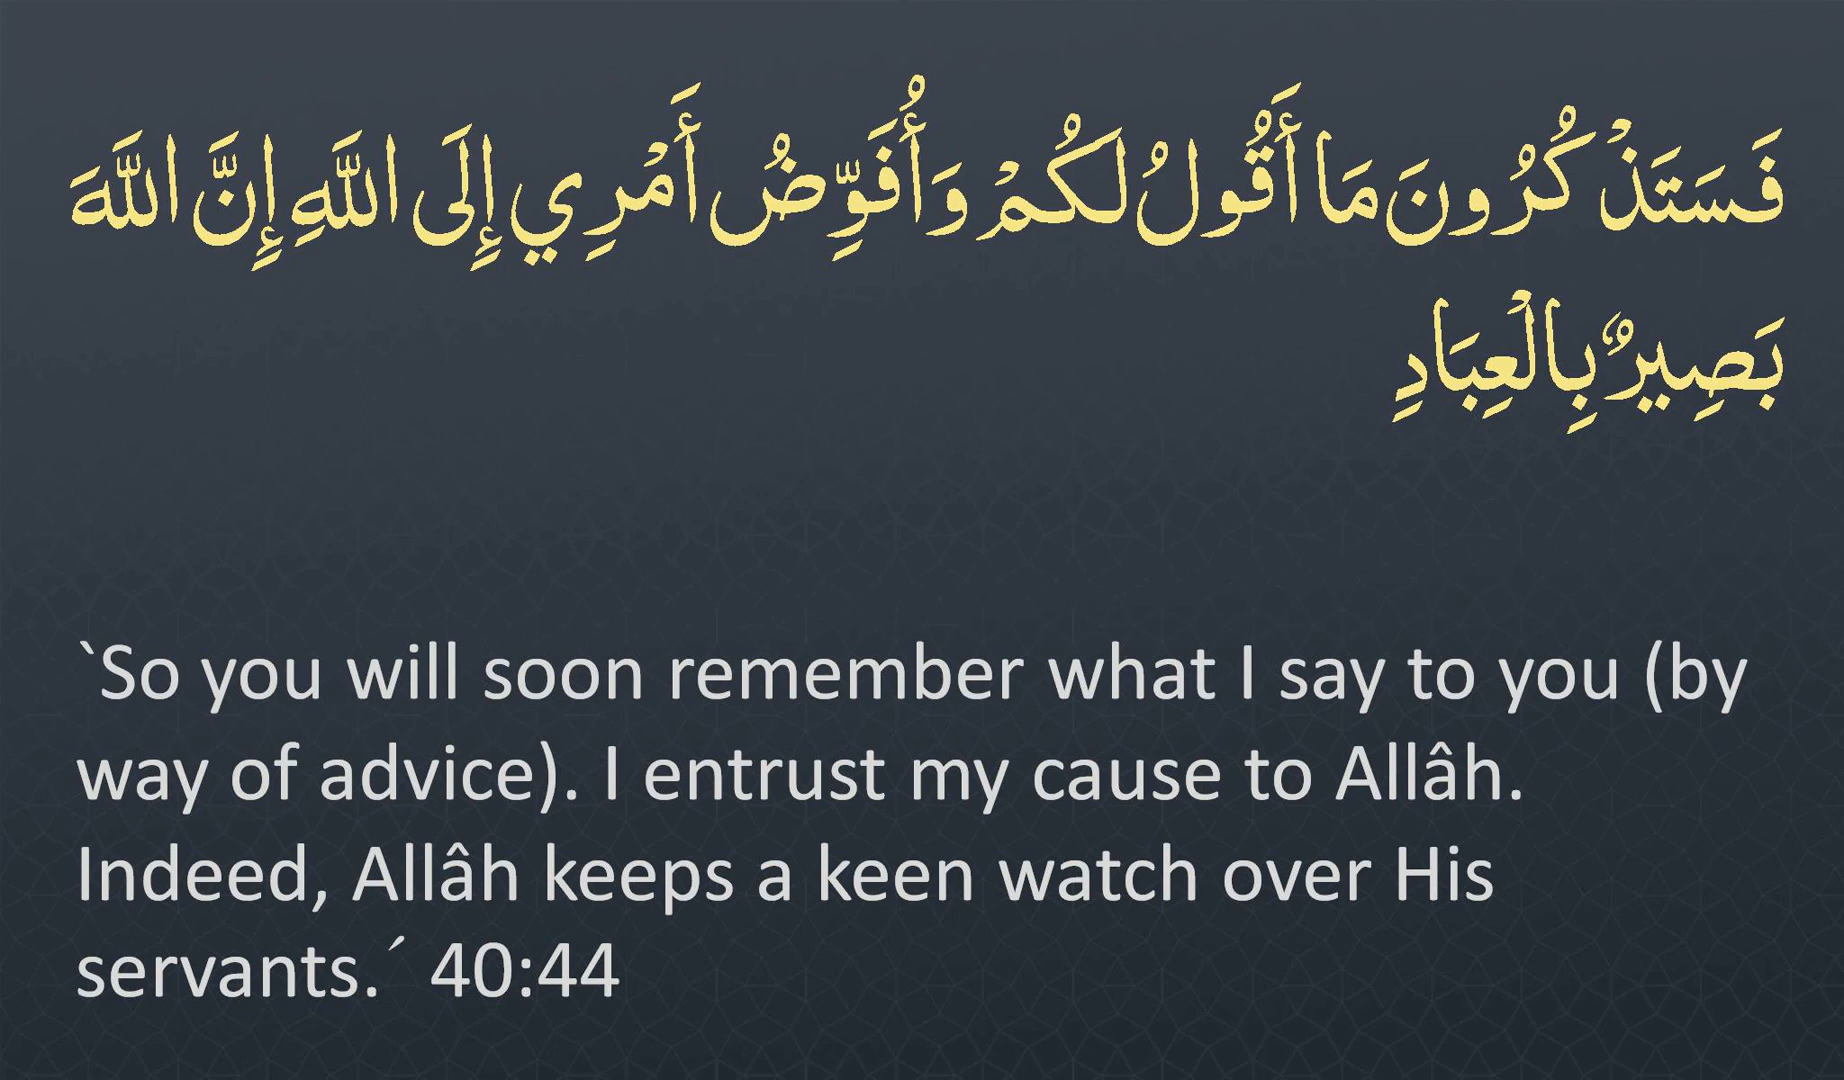 فَسَتَذْكُرُونَ مَا أَقُولُ لَكُمْ وَأُفَوِّضُ أَمْرِي إِلَى اللَّهِ إِنَّ اللَّهَ
بَصِيرٌ بِالْعِبَادِ
`So you will soon remember what I say to you (by
way of advice). I entrust my cause to Allâh.
Indeed, Allâh keeps a keen watch over His
servants.´ 40:44